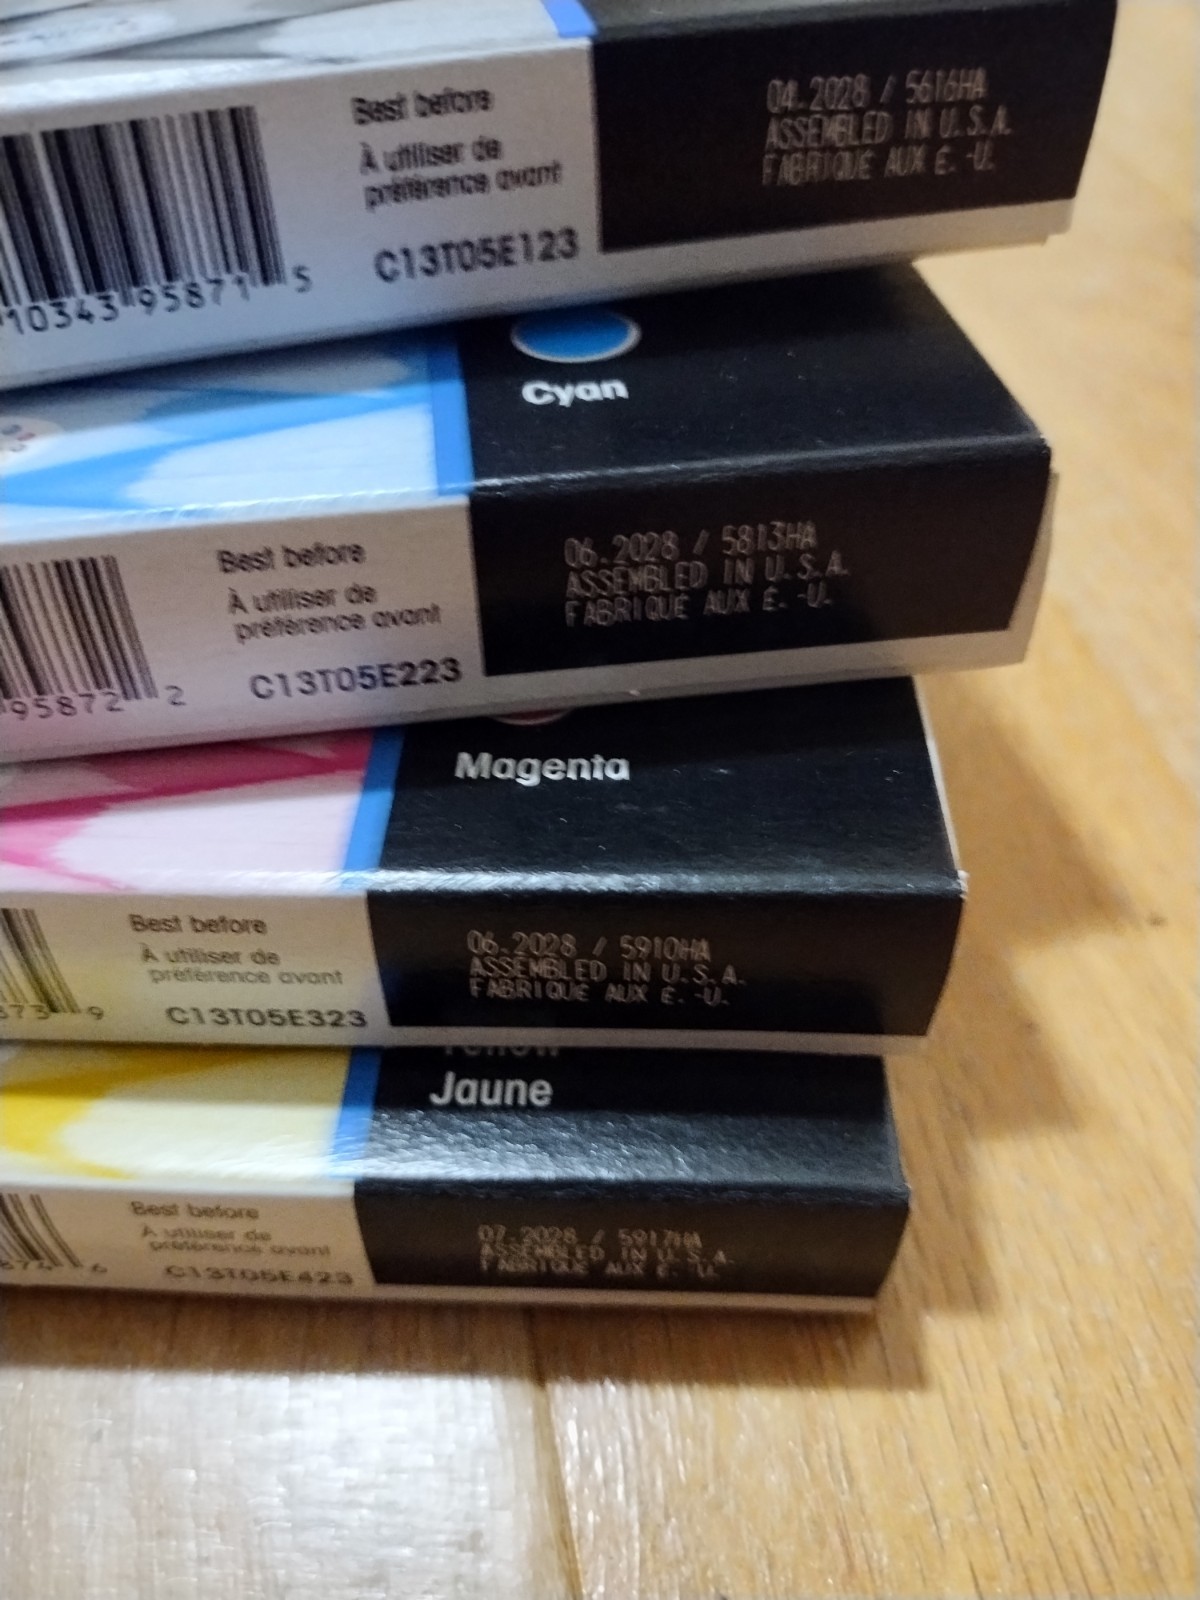 04.2028 / 5616HA
ASSEMBLED IN U.S.A.
FABRIQUE AUX É.-U.
Best before
À utiliser de
préférence avant
C13T05E123
10343 95871 5
Cyan
06.2028 / 5813HA
ASSEMBLED IN U.S.A.
FABRIQUE AUX É.-U.
Best before
À utiliser de
préférence avant
C13T05E223
95872 2
Magenta
06.2028 / 5910HA
ASSEMBLED IN U.S.A.
FABRIQUE AUX É.-U.
Best before
À utiliser de
préférence avant
C13T05E323
873 9
Yellow
Jaune
07.2028 / 5917HA
ASSEMBLED IN U.S.A.
FABRIQUE AUX É.-U.
Best before
À utiliser de
préférence avant
C13T05E423
874 6